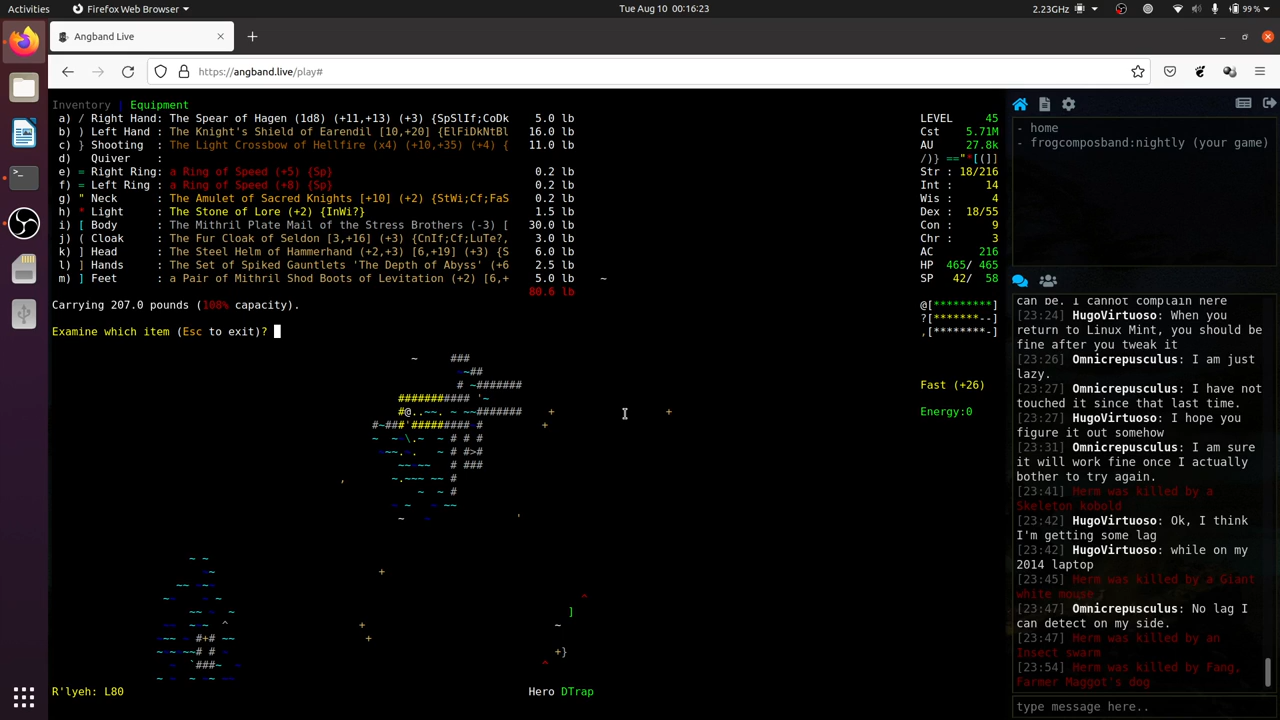 Activities
Firefox Web Browser
Tue Aug 10 00:16:23
2.23GHz
99 %
Angband Live
https://angband.live/play#
Inventory | Equipment
a) / Right Hand: The Spear of Hagen (1d8) (+11,+13) (+3) {SpSlIf;CoDk 5.0 lb
b) ) Left Hand : The Knight's Shield of Earendil [10,+20] {ElFiDkNtBl 16.0 lb
c) } Shooting : The Light Crossbow of Hellfire (x4) (+10,+35) (+4) { 11.0 lb
d) Quiver :
e) = Right Ring: a Ring of Speed (+5) {Sp} 0.2 lb
f) = Left Ring : a Ring of Speed (+8) {Sp} 0.2 lb
g) " Neck : The Amulet of Sacred Knights [+10] (+2) {StWi;Cf;FaS 0.2 lb
h) * Light : The Stone of Lore (+2) {InWi?} 1.5 lb
i) [ Body : The Mithril Plate Mail of the Stress Brothers (-3) [ 30.0 lb
j) ( Cloak : The Fur Cloak of Seldon [3,+16] (+3) {CnIf;Cf;LuTe?, 3.0 lb
k) ] Head : The Steel Helm of Hammerhand (+2,+3) [6,+19] (+3) {S 6.0 lb
l) ] Hands : The Set of Spiked Gauntlets 'The Depth of Abyss' (+6 2.5 lb
m) ] Feet : a Pair of Mithril Shod Boots of Levitation (+2) [6,+ 5.0 lb
80.6 lb
Carrying 207.0 pounds (108% capacity).
Examine which item (Esc to exit)?
LEVEL 45
Cst 5.71M
AU 27.8k
/)} =="*[(]]
Str : 18/216
Int : 14
Wis : 4
Dex : 18/55
Con : 9
Chr : 3
AC 216
HP 465/ 465
SP 42/ 58
@[*********]
?[*******--]
,[********-]
Fast (+26)
Energy:0
R'lyeh: L80
Hero DTrap
- home
- frogcomposband:nightly (your game)
can be. I cannot complain here
[23:24] HugoVirtuoso: When you
return to Linux Mint, you should be
fine after you tweak it
[23:26] Omnicrepusculus: I am just
lazy.
[23:27] Omnicrepusculus: I have not
touched it since that last time.
[23:27] HugoVirtuoso: I hope you
figure it out somehow
[23:31] Omnicrepusculus: I am sure
it will work fine once I actually
bother to try again.
[23:41] Herm was killed by a
Skeleton kobold
[23:42] HugoVirtuoso: Ok, I think
I'm getting some lag
[23:42] HugoVirtuoso: while on my
2014 laptop
[23:45] Herm was killed by a Giant
white mouse
[23:47] Omnicrepusculus: No lag I
can detect on my side.
[23:47] Herm was killed by an
Insect swarm
[23:54] Herm was killed by Fang,
Farmer Maggot's dog
type message here..